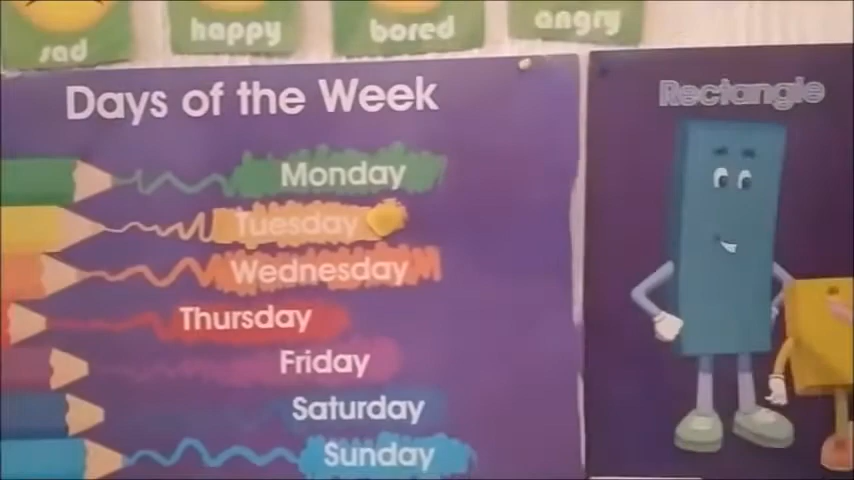 sad
happy
bored
angry
Days of the Week
Monday
Tuesday
Wednesday
Thursday
Friday
Saturday
Sunday
Rectangle